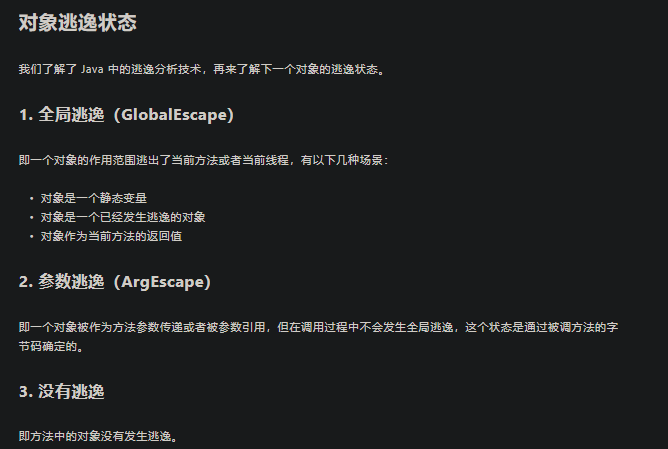 对象逃逸状态
我们了解了 Java 中的逃逸分析技术，再来了解下一个对象的逃逸状态。
1. 全局逃逸（GlobalEscape）
即一个对象的作用范围逃出了当前方法或者当前线程，有以下几种场景：
• 对象是一个静态变量
• 对象是一个已经发生逃逸的对象
• 对象作为当前方法的返回值
2. 参数逃逸（ArgEscape）
即一个对象被作为方法参数传递或者被参数引用，但在调用过程中不会发生全局逃逸，这个状态是通过被调方法的字
节码确定的。
3. 没有逃逸
即方法中的对象没有发生逃逸。